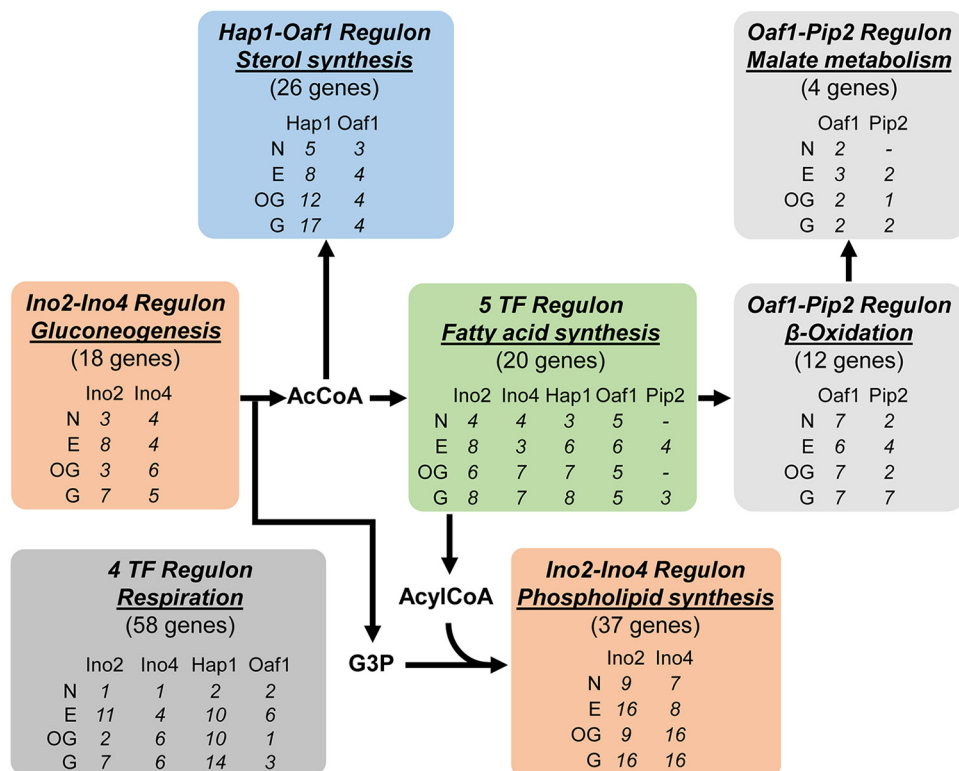 Hap1-Oaf1 Regulon
Sterol synthesis
(26 genes)
Hap1 Oaf1
N 5 3
E 8 4
OG 12 4
G 17 4
Oaf1-Pip2 Regulon
Malate metabolism
(4 genes)
Oaf1 Pip2
N 2 -
E 3 2
OG 2 1
G 2 2
Ino2-Ino4 Regulon
Gluconeogenesis
(18 genes)
Ino2 Ino4
N 3 4
E 8 4
OG 3 6
G 7 5
AcCoA
5 TF Regulon
Fatty acid synthesis
(20 genes)
Ino2 Ino4 Hap1 Oaf1 Pip2
N 4 4 3 5 -
E 8 3 6 6 4
OG 6 7 7 5 -
G 8 7 8 5 3
Oaf1-Pip2 Regulon
β-Oxidation
(12 genes)
Oaf1 Pip2
N 7 2
E 6 4
OG 7 2
G 7 7
4 TF Regulon
Respiration
(58 genes)
Ino2 Ino4 Hap1 Oaf1
N 1 1 2 2
E 11 4 10 6
OG 2 6 10 1
G 7 6 14 3
AcylCoA
G3P
Ino2-Ino4 Regulon
Phospholipid synthesis
(37 genes)
Ino2 Ino4
N 9 7
E 16 8
OG 9 16
G 16 16